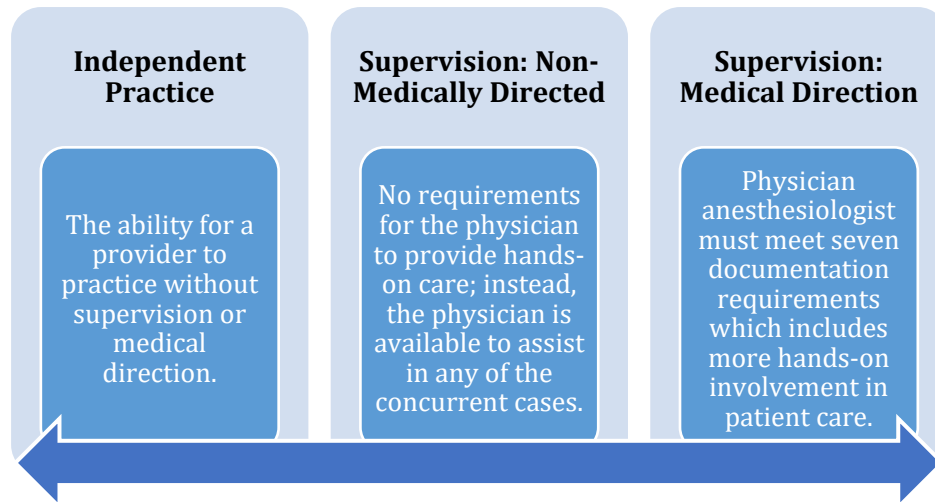 Independent
Practice
The ability for a
provider to
practice without
supervision or
medical
direction.
Supervision: Non-
Medically Directed
No requirements
for the physician
to provide hands-
on care; instead,
the physician is
available to assist
in any of the
concurrent cases.
Supervision:
Medical Direction
Physician
anesthesiologist
must meet seven
documentation
requirements
which includes
more hands-on
involvement in
patient care.